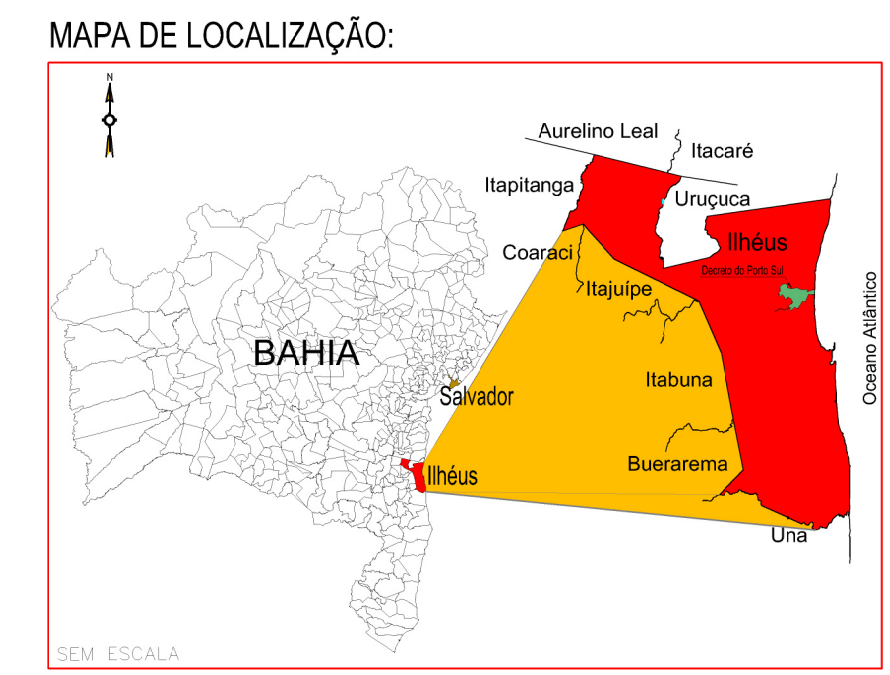 MAPA DE LOCALIZAÇÃO:
N
Aurelino Leal
Itacaré
Itapitanga
Uruçuca
Ilhéus
Coaraci
Decreto do Porto Sul
Itajuípe
Oceano Atlântico
BAHIA
Itabuna
Salvador
Buerarema
Ilhéus
Una
SEM ESCALA